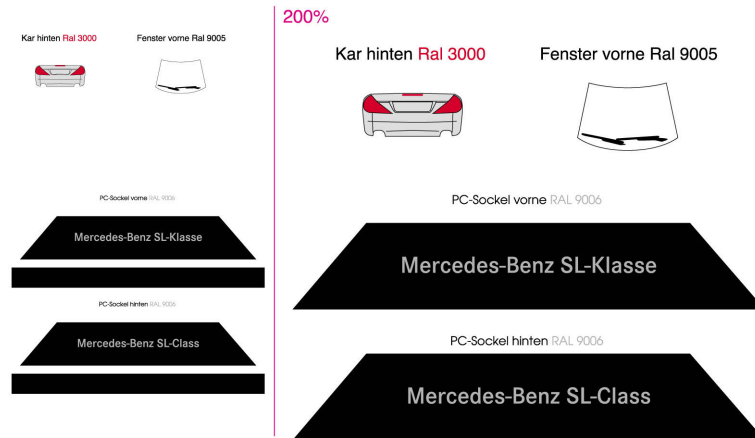 Kar hinten Ral 3000
Fenster vorne Ral 9005
PC-Sockel vorne RAL 9006
Mercedes-Benz SL-Klasse
PC-Sockel hinten RAL 9006
Mercedes-Benz SL-Class
200%
Kar hinten Ral 3000
Fenster vorne Ral 9005
PC-Sockel vorne RAL 9006
Mercedes-Benz SL-Klasse
PC-Sockel hinten RAL 9006
Mercedes-Benz SL-Class